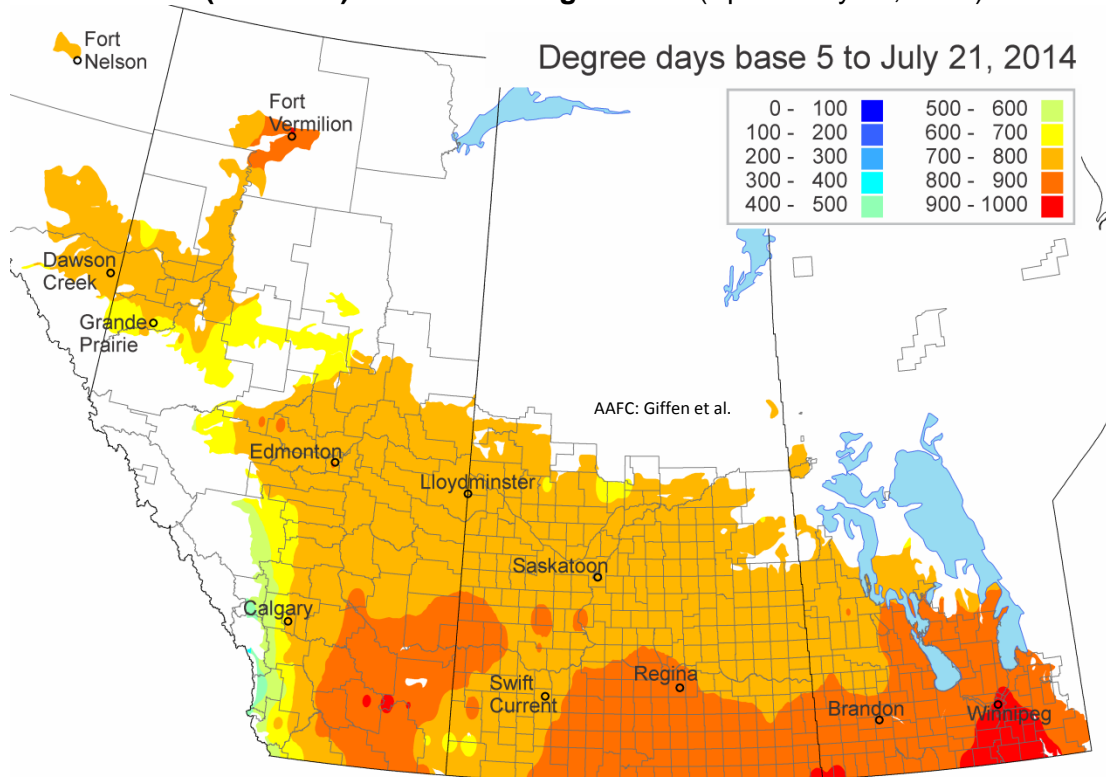 Degree days base 5 to July 21, 2014
0 - 100
100 - 200
200 - 300
300 - 400
400 - 500
500 - 600
600 - 700
700 - 800
800 - 900
900 - 1000
Fort
Nelson
Fort
Vermilion
Dawson
Creek
Grande
Prairie
AAFC: Giffen et al.
Edmonton
Lloydminster
Saskatoon
Calgary
Swift
Current
Regina
Brandon
Winnipeg